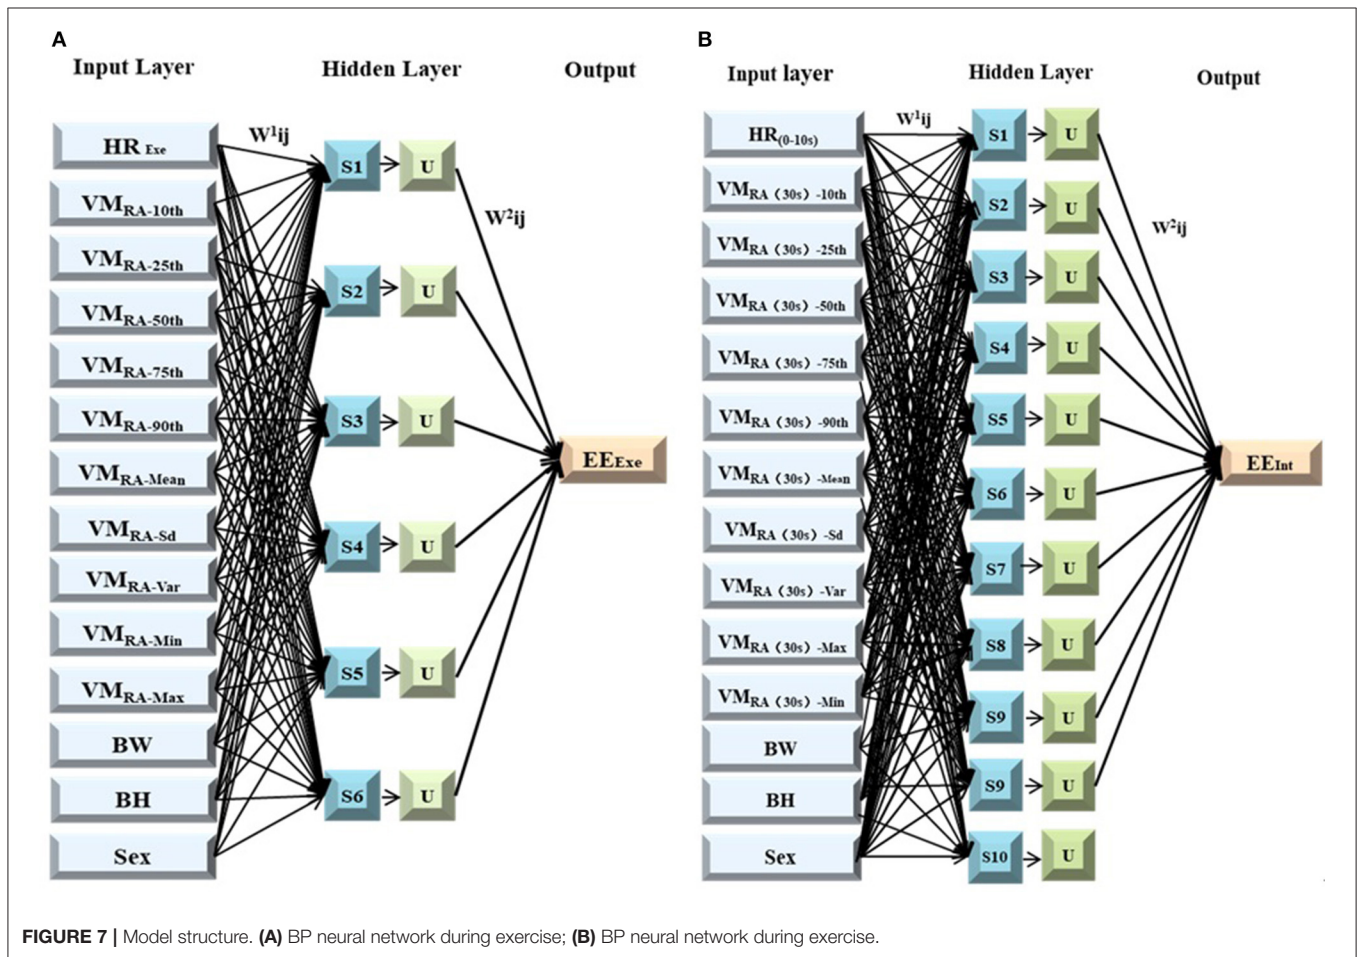 A
Input Layer
Hidden Layer
Output
HR Exe
VMRA-10th
VMRA-25th
VMRA-50th
VMRA-75th
VMRA-90th
VMRA-Mean
VMRA-Sd
VMRA-Var
VMRA-Min
VMRA-Max
BW
BH
Sex
W1ij
S1
U
S2
U
S3
U
S4
U
S5
U
S6
U
W2ij
EEExe
B
Input layer
Hidden Layer
Output
HR(0-10s)
VMRA（30s）-10th
VMRA（30s）-25th
VMRA（30s）-50th
VMRA（30s）-75th
VMRA（30s）-90th
VMRA（30s）-Mean
VMRA（30s）-Sd
VMRA（30s）-Var
VMRA（30s）-Max
VMRA（30s）-Min
BW
BH
Sex
W1ij
S1
U
S2
U
S3
U
S4
U
S5
U
S6
U
S7
U
S8
U
S9
U
S9
U
S10
U
W2ij
EEInt
FIGURE 7 | Model structure. (A) BP neural network during exercise; (B) BP neural network during exercise.